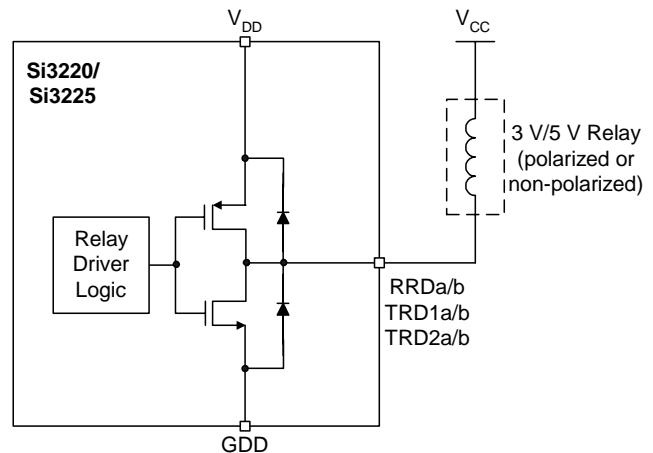 V_DD
V_CC
Si3220/
Si3225
3 V/5 V Relay
(polarized or
non-polarized)
Relay
Driver
Logic
RRDa/b
TRD1a/b
TRD2a/b
GDD